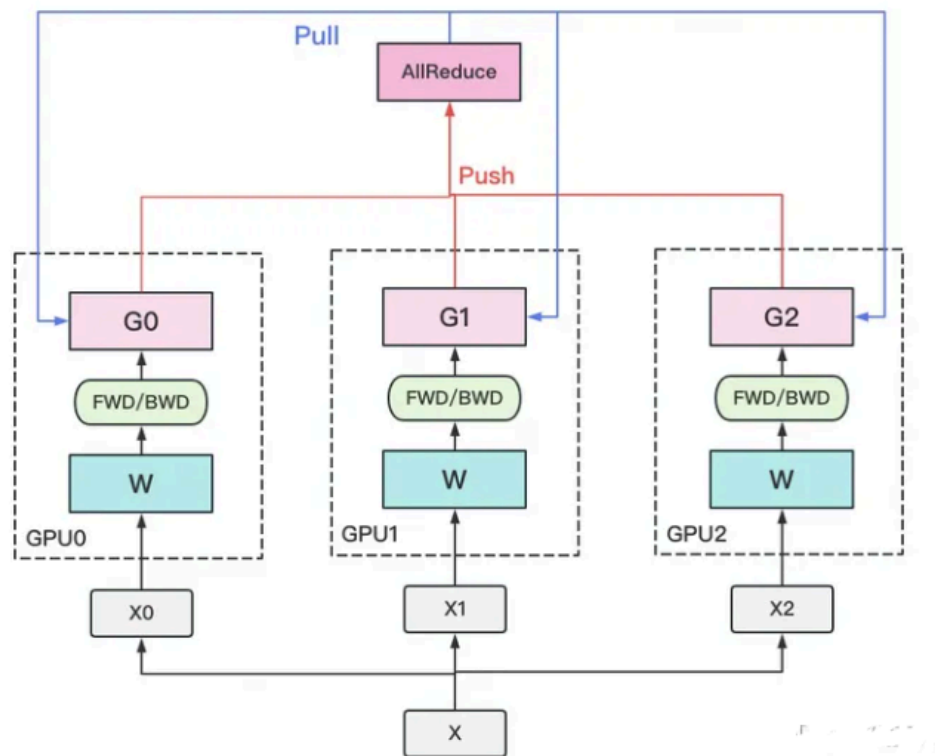 Pull
AllReduce
Push
G0
G1
G2
FWD/BWD
FWD/BWD
FWD/BWD
W
W
W
GPU0
GPU1
GPU2
X0
X1
X2
X